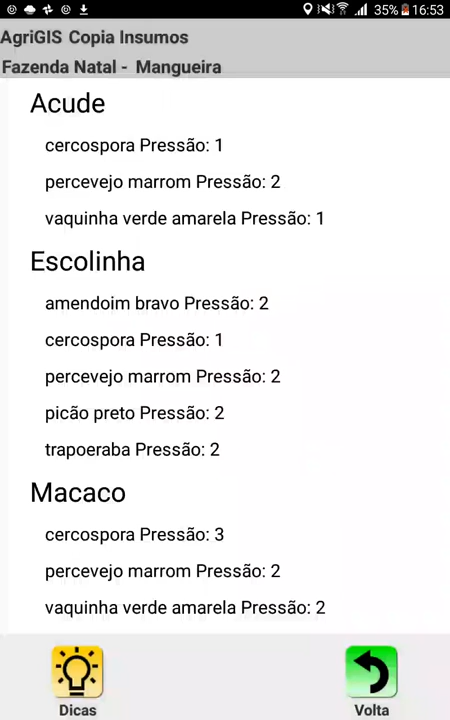 35% 16:53
AgriGIS Copia Insumos
Fazenda Natal - Mangueira
Acude
cercospora Pressão: 1
percevejo marrom Pressão: 2
vaquinha verde amarela Pressão: 1
Escolinha
amendoim bravo Pressão: 2
cercospora Pressão: 1
percevejo marrom Pressão: 2
picão preto Pressão: 2
trapoeraba Pressão: 2
Macaco
cercospora Pressão: 3
percevejo marrom Pressão: 2
vaquinha verde amarela Pressão: 2
Dicas Volta